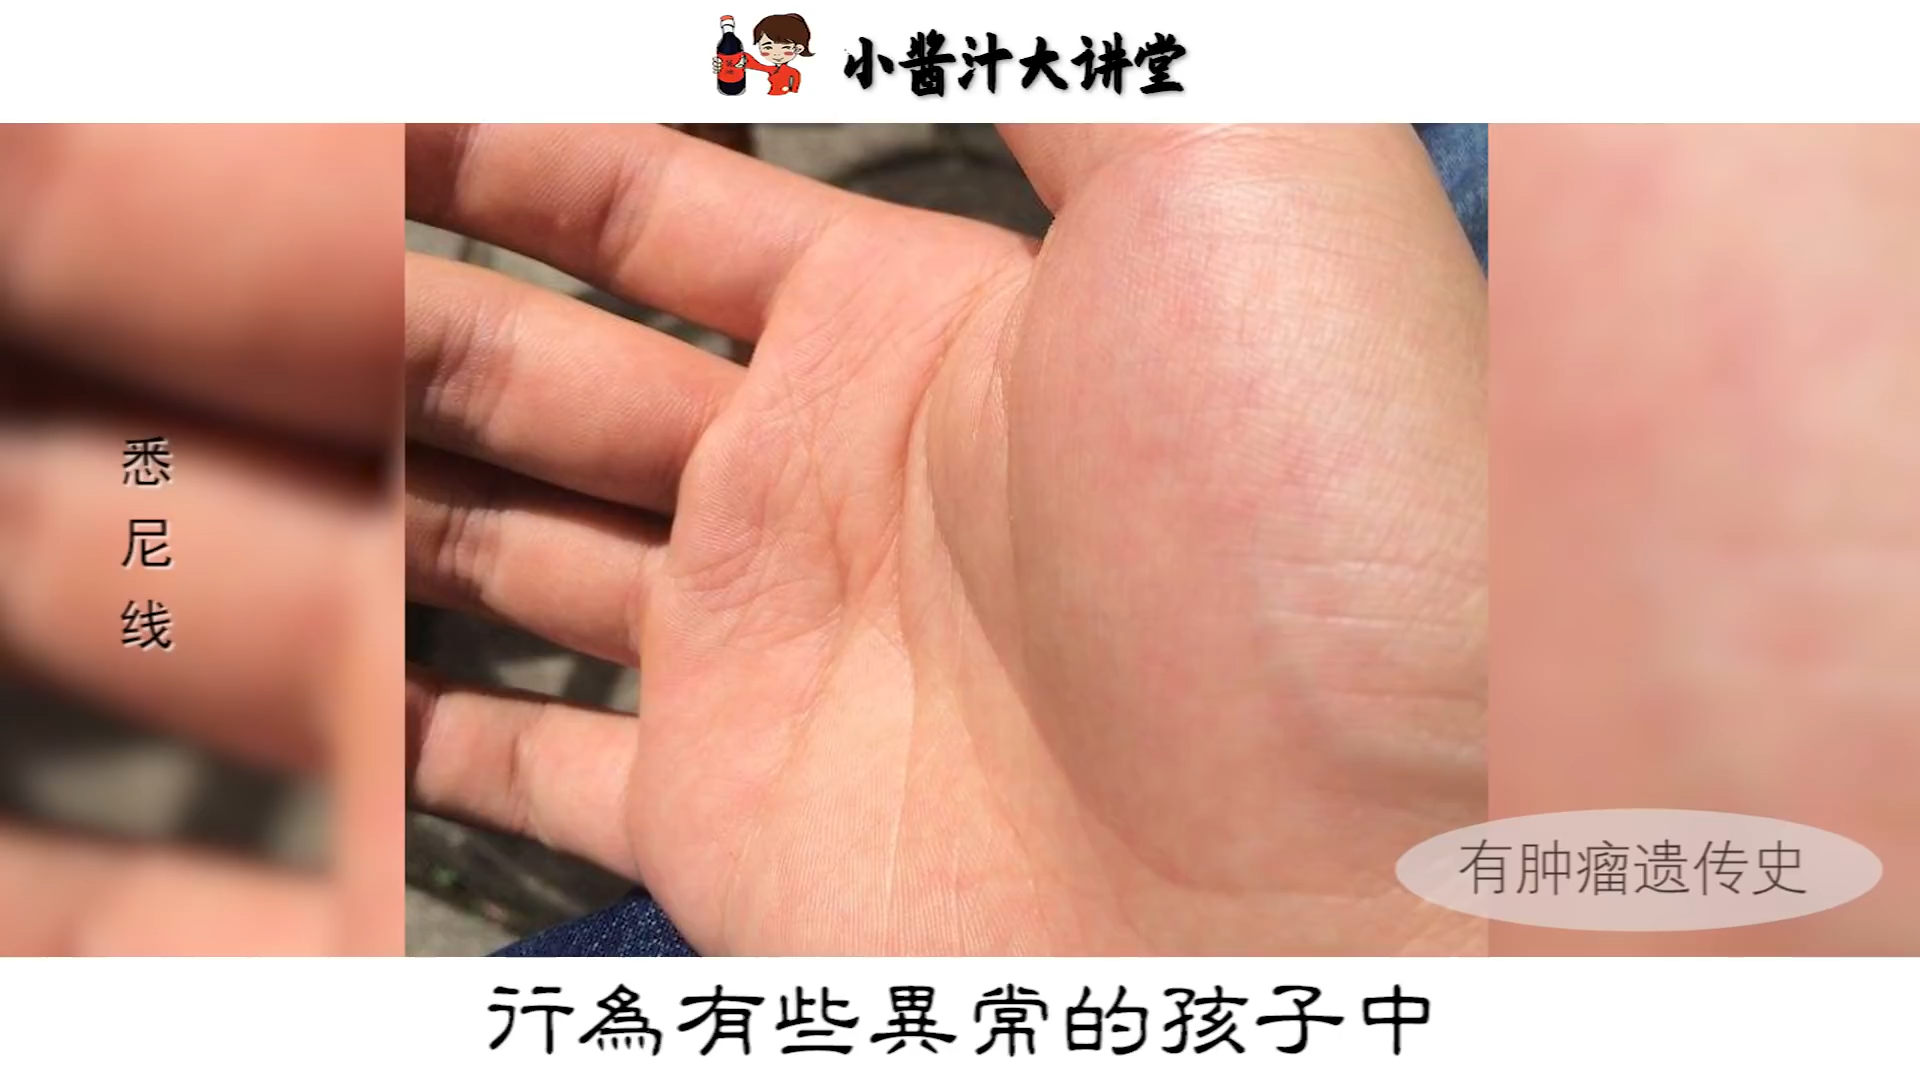 小酱汁大讲堂
悉尼线
有肿瘤遗传史
行為有些異常的孩子中